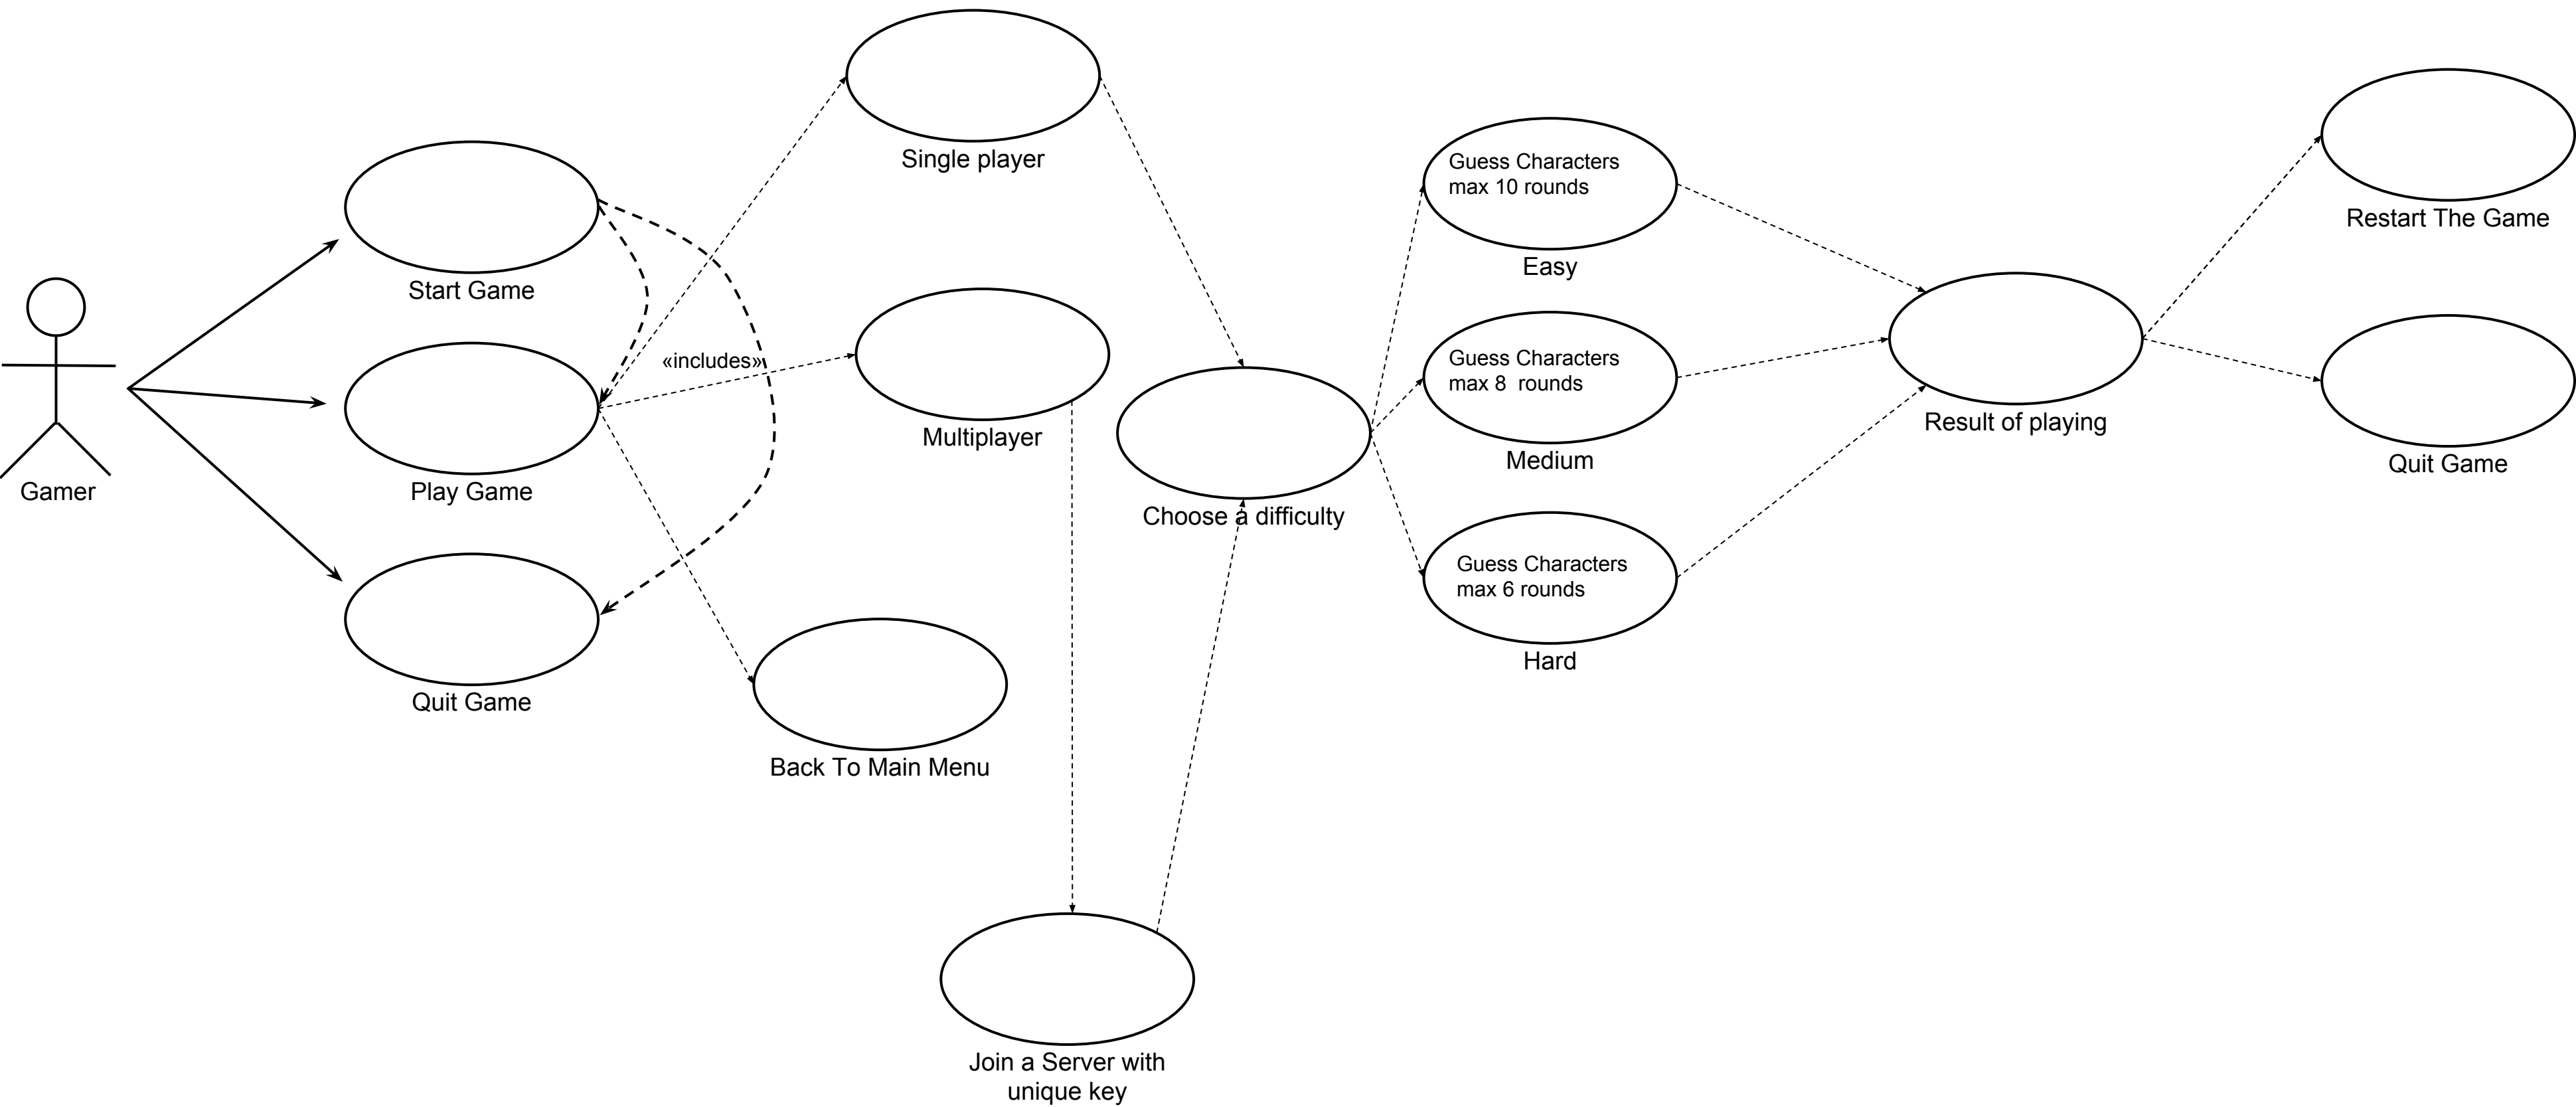 Single player
Guess Characters
max 10 rounds
Restart The Game
Easy
Start Game
«includes»
Guess Characters
max 8  rounds
Result of playing
Multiplayer
Medium
Quit Game
Gamer
Play Game
Choose a difficulty
Guess Characters
max 6 rounds
Hard
Quit Game
Back To Main Menu
Join a Server with
unique key